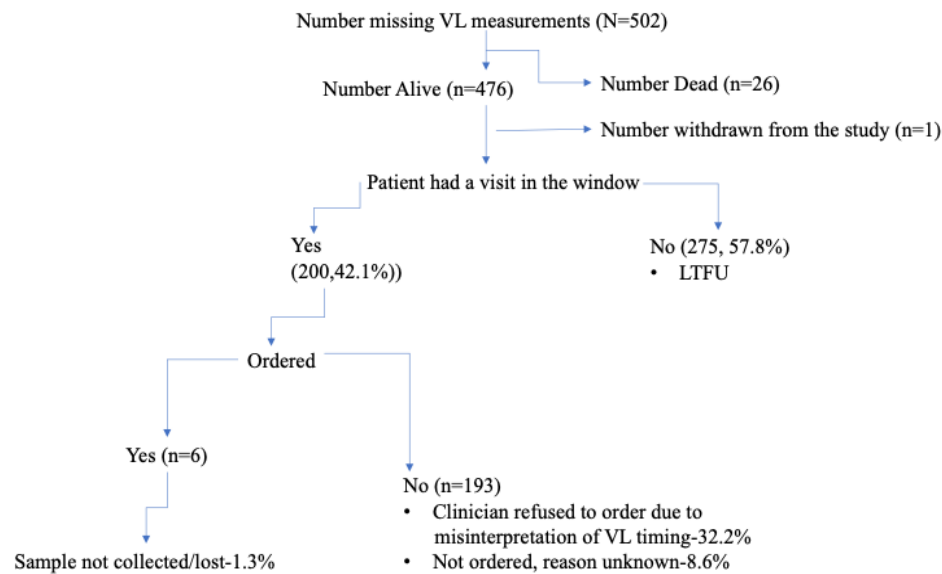 Number missing VL measurements (N=502)
Number Alive (n=476)
Number Dead (n=26)
Number withdrawn from the study (n=1)
Patient had a visit in the window
Yes
(200,42.1%))
No (275, 57.8%)
• LTFU
Ordered
Yes (n=6)
Sample not collected/lost-1.3%
No (n=193)
• Clinician refused to order due to
misinterpretation of VL timing-32.2%
• Not ordered, reason unknown-8.6%